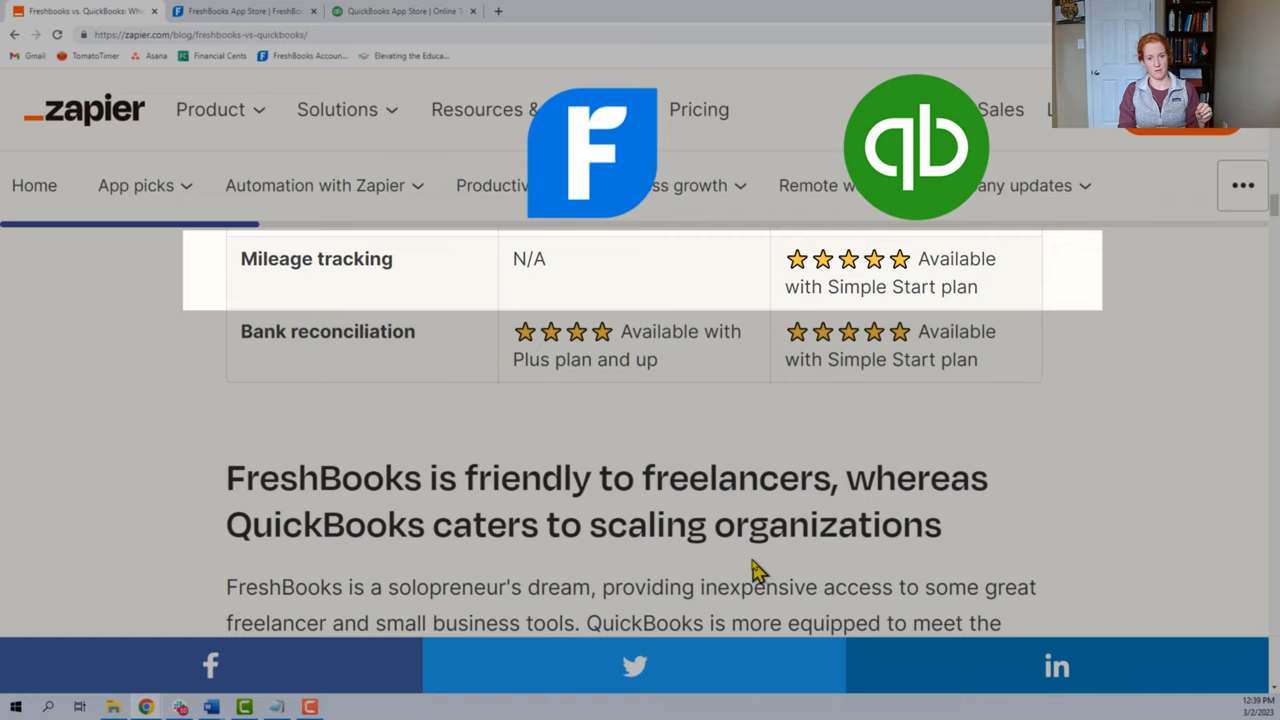 Freshbooks vs. QuickBooks: Whi
FreshBooks App Store | FreshBo
QuickBooks App Store | Online
https://zapier.com/blog/freshbooks-vs-quickbooks/
Gmail
TomatoTimer
Asana
Financial Cents
FreshBooks Accoun...
Elevating the Educa...
zapier
Product
Solutions
Resources &
Pricing
Sales
Home
App picks
Automation with Zapier
Productiv
ss growth
Remote w
any updates
qb
Mileage tracking
N/A
Available
with Simple Start plan
Bank reconciliation
Available with
Plus plan and up
Available
with Simple Start plan
FreshBooks is friendly to freelancers, whereas
QuickBooks caters to scaling organizations
FreshBooks is a solopreneur's dream, providing inexpensive access to some great
freelancer and small business tools. QuickBooks is more equipped to meet the
12:39 PM
3/2/2023